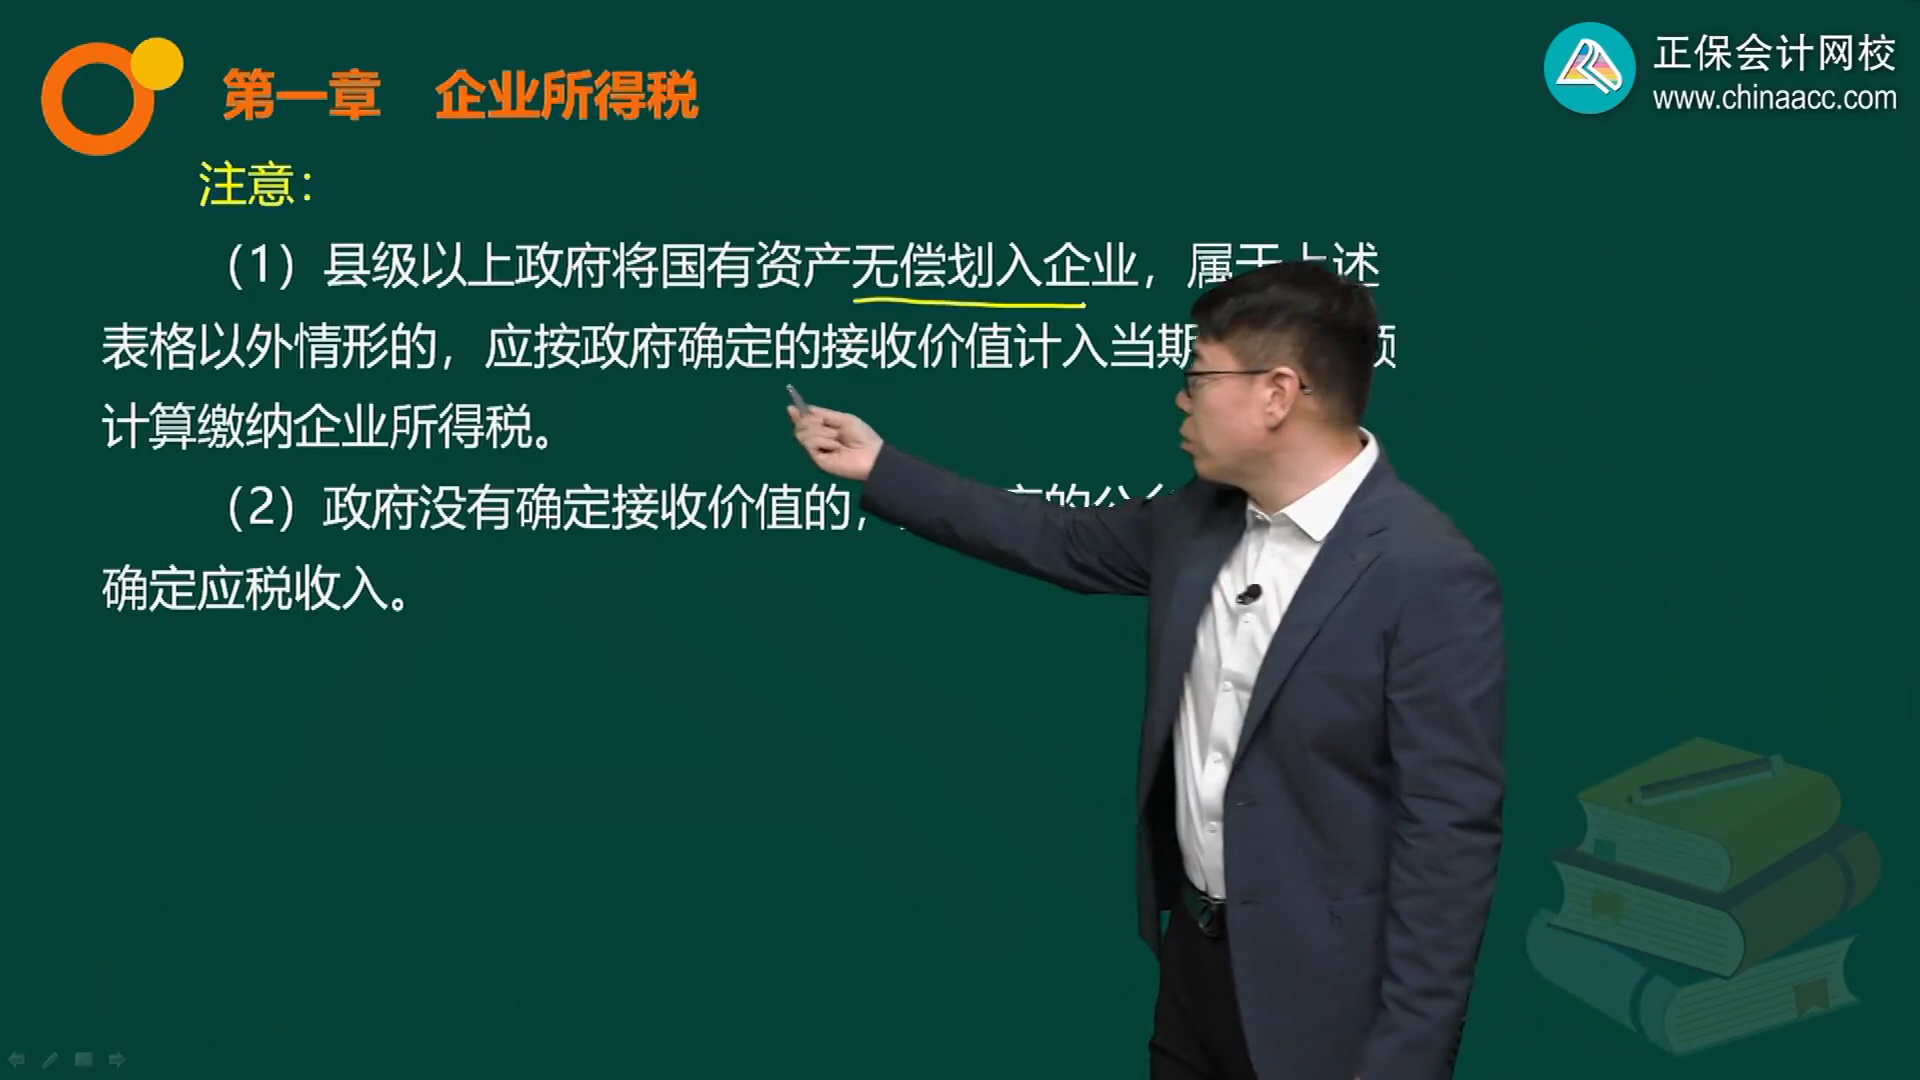 第一章 企业所得税
正保会计网校
www.chinaacc.com
注意：
（1）县级以上政府将国有资产无偿划入企业，属于上述
表格以外情形的，应按政府确定的接收价值计入当期
计算缴纳企业所得税。
（2）政府没有确定接收价值的，
确定应税收入。